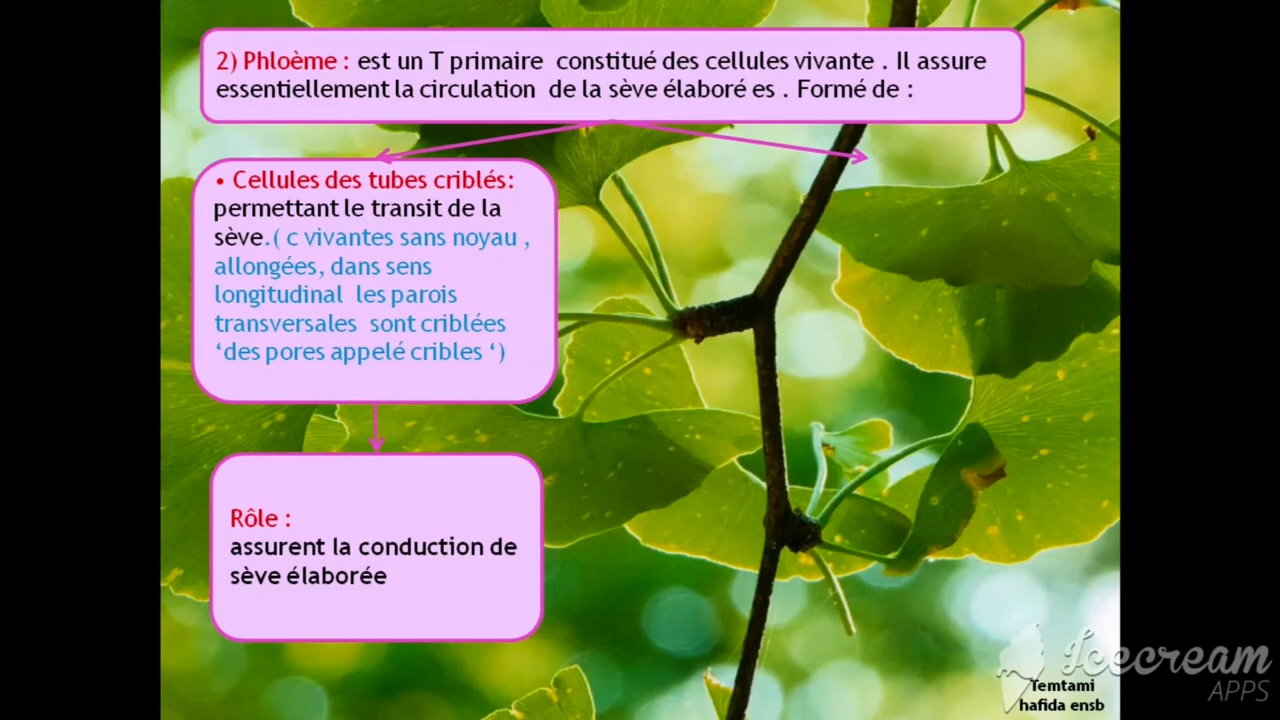 2) Phloème : est un T primaire constitué des cellules vivante . Il assure
essentiellement la circulation de la sève élaboré es . Formé de :
• Cellules des tubes criblés:
permettant le transit de la
sève.( c vivantes sans noyau ,
allongées, dans sens
longitudinal les parois
transversales sont criblées
‘des pores appelé cribles ‘)
Rôle :
assurent la conduction de
sève élaborée
Icecream
APPS
Temtami
hafida ensb